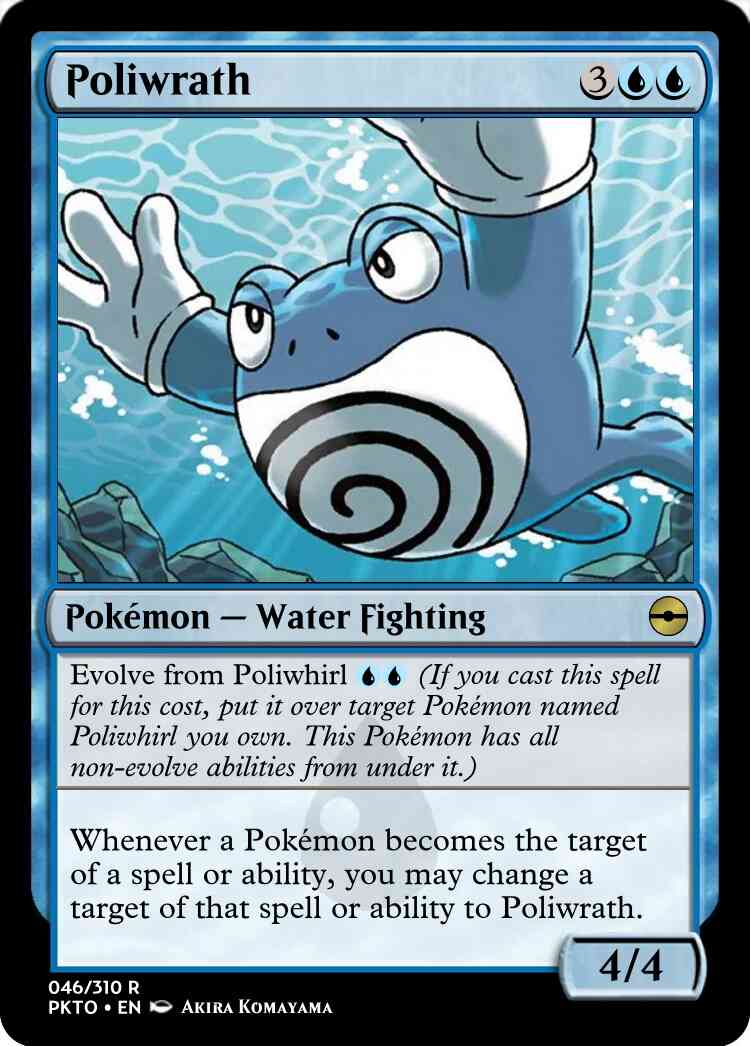 Poliwrath 3
Pokémon — Water Fighting
Evolve from Poliwhirl (If you cast this spell
for this cost, put it over target Pokémon named
Poliwhirl you own. This Pokémon has all
non-evolve abilities from under it.)
Whenever a Pokémon becomes the target
of a spell or ability, you may change a
target of that spell or ability to Poliwrath.
4/4
046/310 R
PKTO • EN Akira Komayama